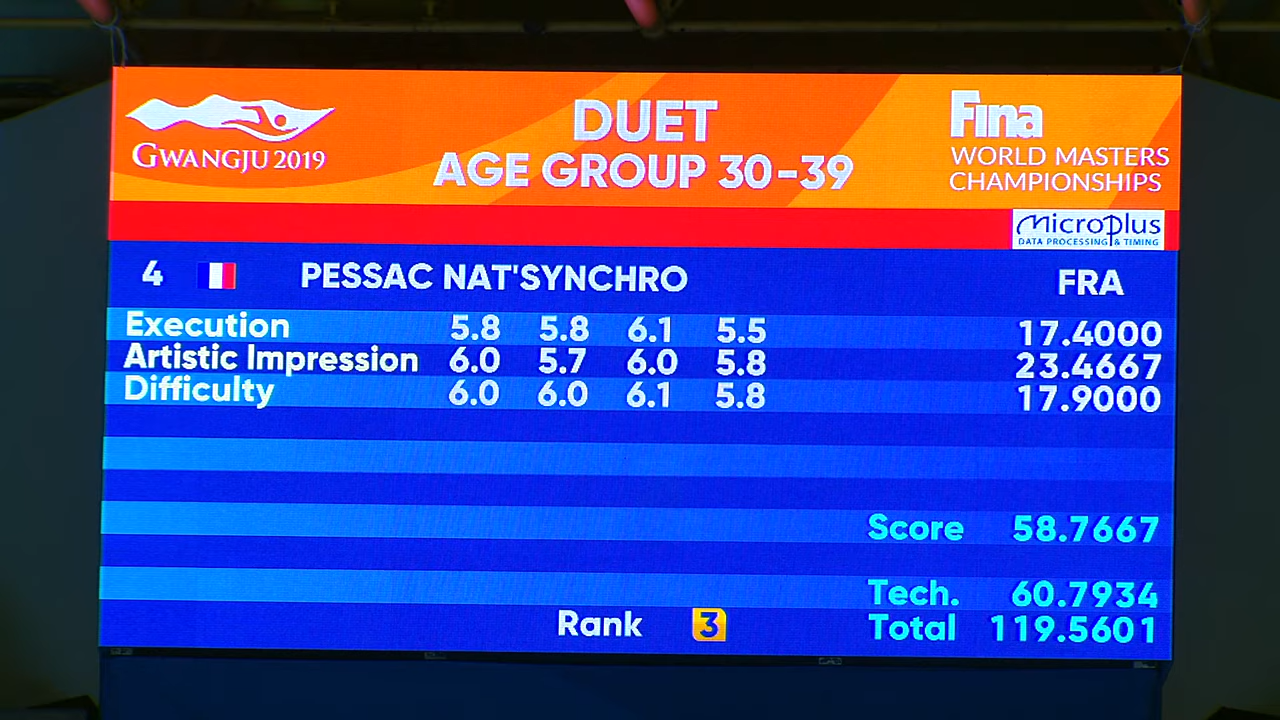 GWANGJU 2019
DUET
AGE GROUP 30-39
Fina
WORLD MASTERS
CHAMPIONSHIPS
Microplus
DATA PROCESSING & TIMING
4 PESSAC NAT'SYNCHRO FRA
Execution 5.8 5.8 6.1 5.5 17.4000
Artistic Impression 6.0 5.7 6.0 5.8 23.4667
Difficulty 6.0 6.0 6.1 5.8 17.9000
Score 58.7667
Tech. 60.7934
Rank 3 Total 119.5601